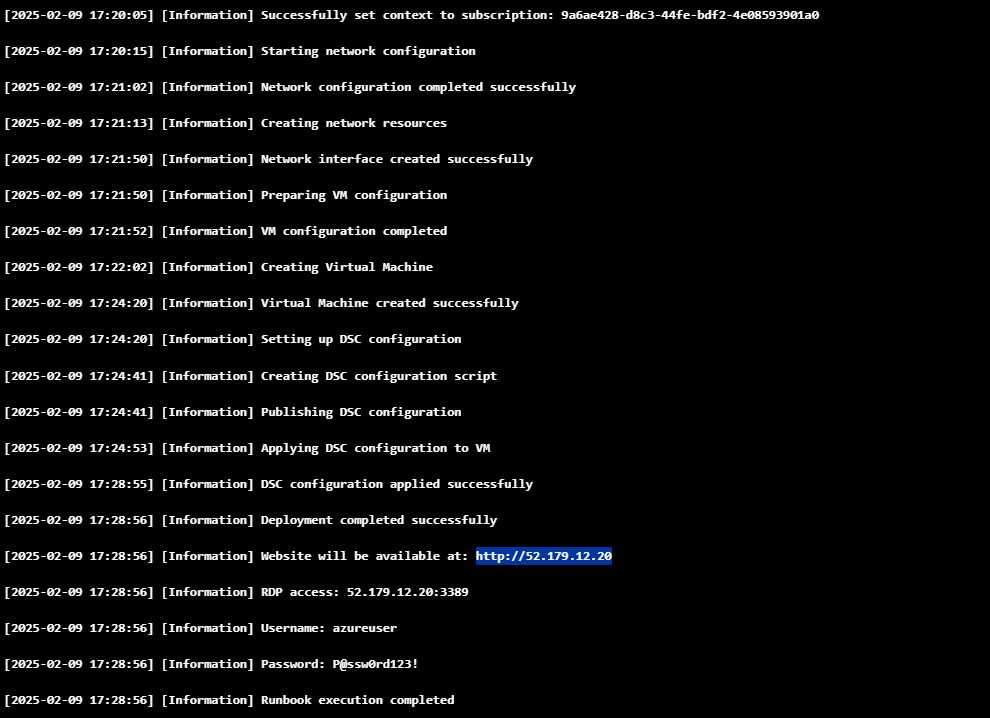 [2025-02-09 17:20:05] [Information] Successfully set context to subscription: 9a6ae428-d8c3-44fe-bdf2-4e08593901a0
[2025-02-09 17:20:15] [Information] Starting network configuration
[2025-02-09 17:21:02] [Information] Network configuration completed successfully
[2025-02-09 17:21:13] [Information] Creating network resources
[2025-02-09 17:21:50] [Information] Network interface created successfully
[2025-02-09 17:21:50] [Information] Preparing VM configuration
[2025-02-09 17:21:52] [Information] VM configuration completed
[2025-02-09 17:22:02] [Information] Creating Virtual Machine
[2025-02-09 17:24:20] [Information] Virtual Machine created successfully
[2025-02-09 17:24:20] [Information] Setting up DSC configuration
[2025-02-09 17:24:41] [Information] Creating DSC configuration script
[2025-02-09 17:24:41] [Information] Publishing DSC configuration
[2025-02-09 17:24:53] [Information] Applying DSC configuration to VM
[2025-02-09 17:28:55] [Information] DSC configuration applied successfully
[2025-02-09 17:28:56] [Information] Deployment completed successfully
[2025-02-09 17:28:56] [Information] Website will be available at: http://52.179.12.20
[2025-02-09 17:28:56] [Information] RDP access: 52.179.12.20:3389
[2025-02-09 17:28:56] [Information] Username: azureuser
[2025-02-09 17:28:56] [Information] Password: P@ssw0rd123!
[2025-02-09 17:28:56] [Information] Runbook execution completed